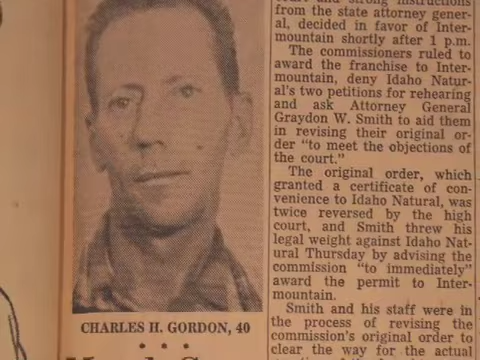 from the state attorney gener-
al, decided in favor of Inter-
mountain shortly after 1 p.m.
The commissioners ruled to
award the franchise to Inter-
mountain, deny Idaho Natur-
al's two petitions for rehearing
and ask Attorney General
Graydon W. Smith to aid them
in revising their original or-
der "to meet the objections of
the court."
The original order, which
granted a certificate of con-
venience to Idaho Natural, was
twice reversed by the high
court, and Smith threw his
legal weight against Idaho Nat-
ural Thursday by advising the
commission "to immediately"
award the permit to Inter-
mountain.
Smith and his staff were in
the process of revising the
commission's original order to
clear the way for the actual
CHARLES H. GORDON, 40